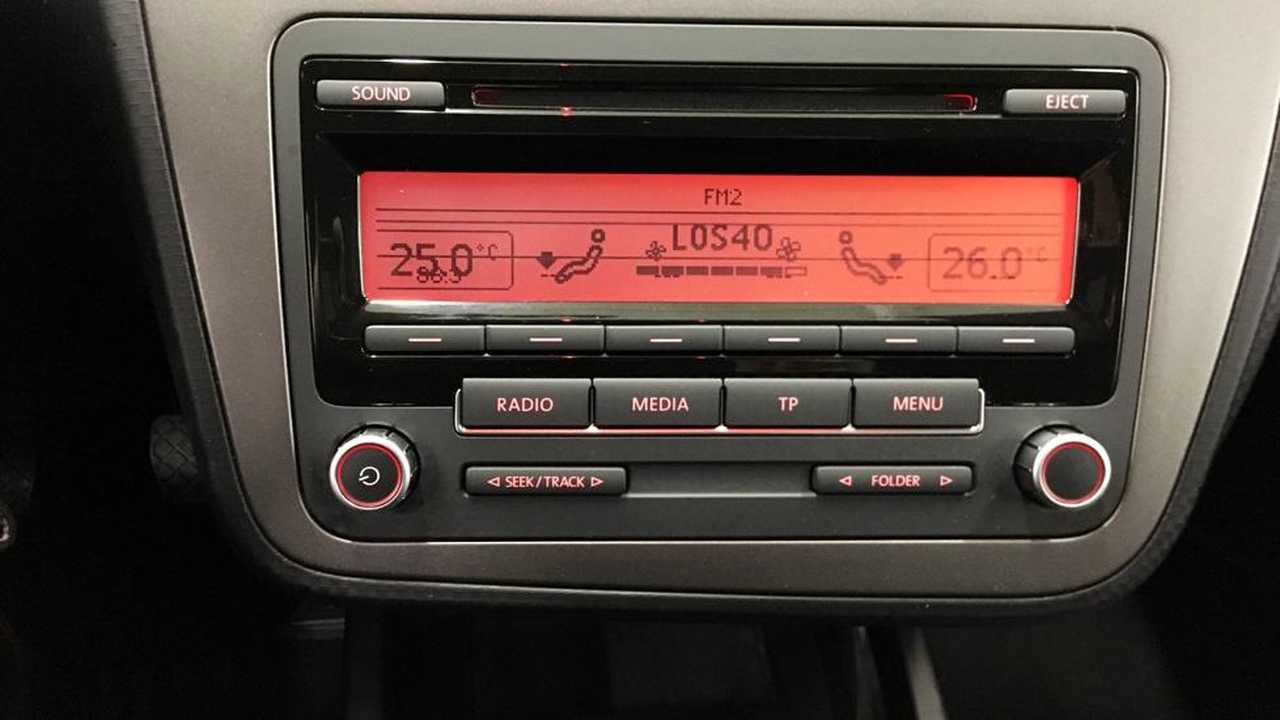 SOUND
EJECT
FM2
LOS40
25.0°C
26.0°C
RADIO MEDIA TP MENU
SEEK/TRACK
FOLDER